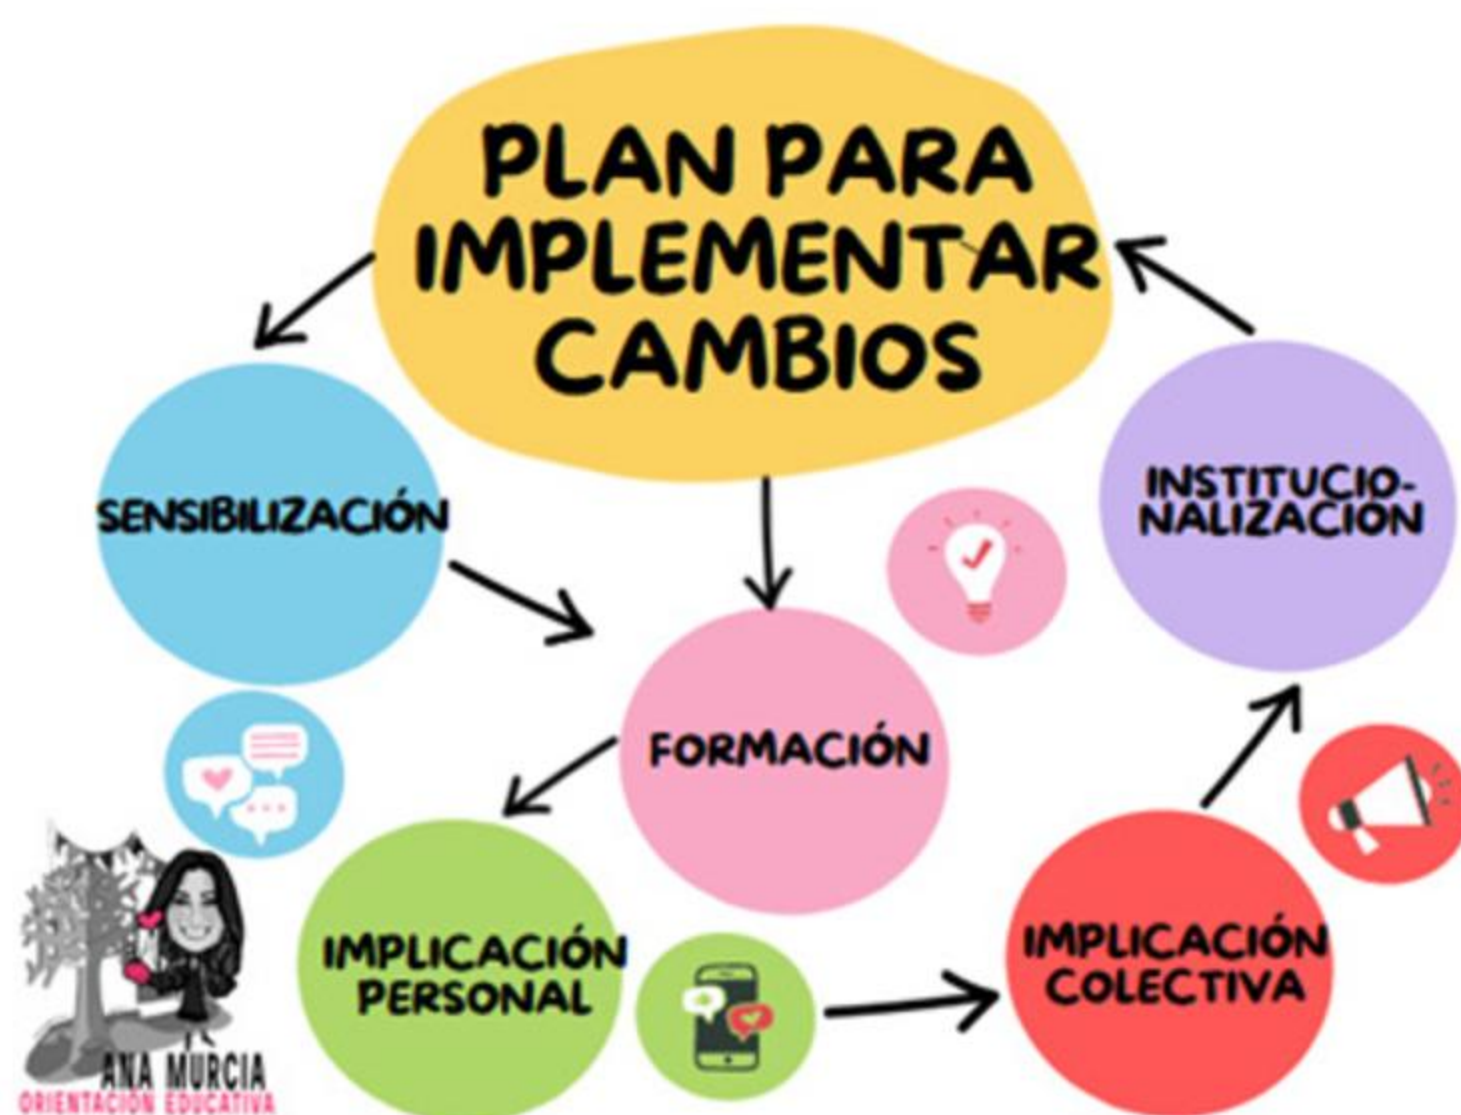 PLAN PARA
IMPLEMENTAR
CAMBIOS
SENSIBILIZACIÓN
INSTITUCIO-
NALIZACIÓN
FORMACIÓN
IMPLICACIÓN
PERSONAL
IMPLICACIÓN
COLECTIVA
ANA MURCIA
ORIENTACIÓN EDUCATIVA